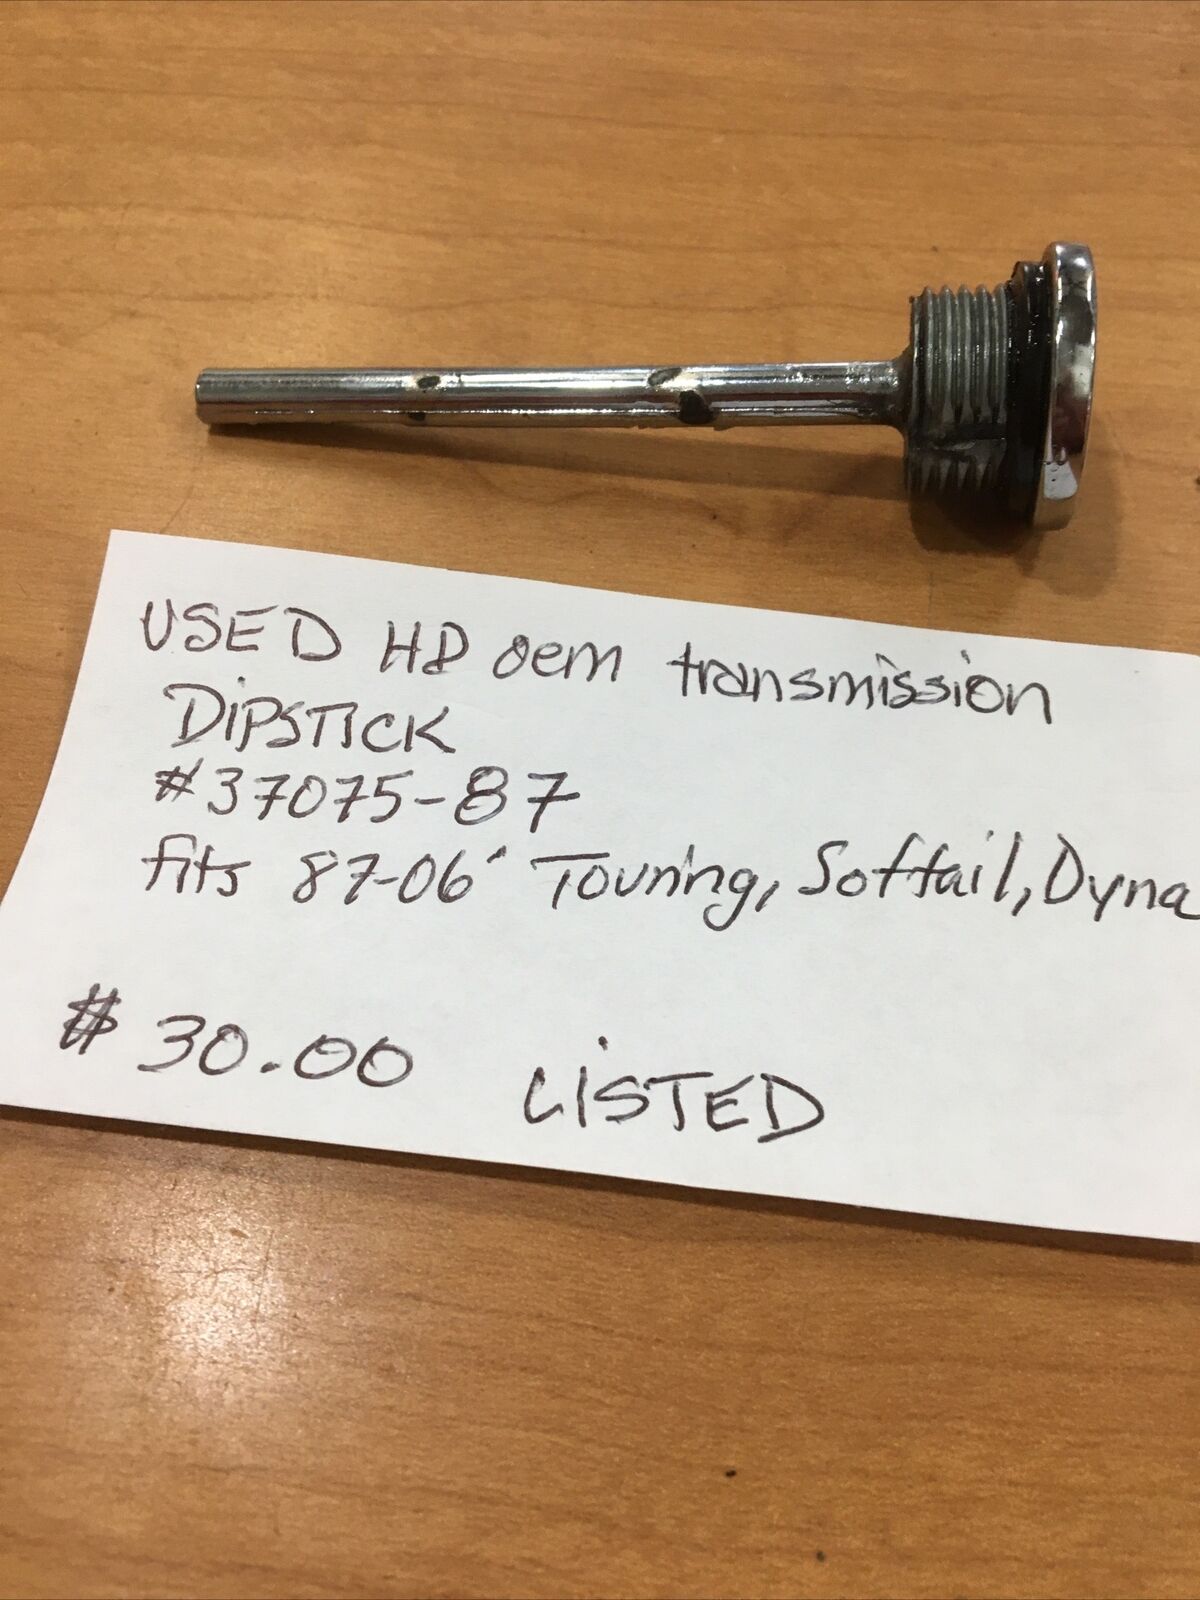 USED HD oem transmission
DiPSTICK
#37075-87
fits 87-06' Touring, Softail, Dyna
$ 30.00 LiSTED